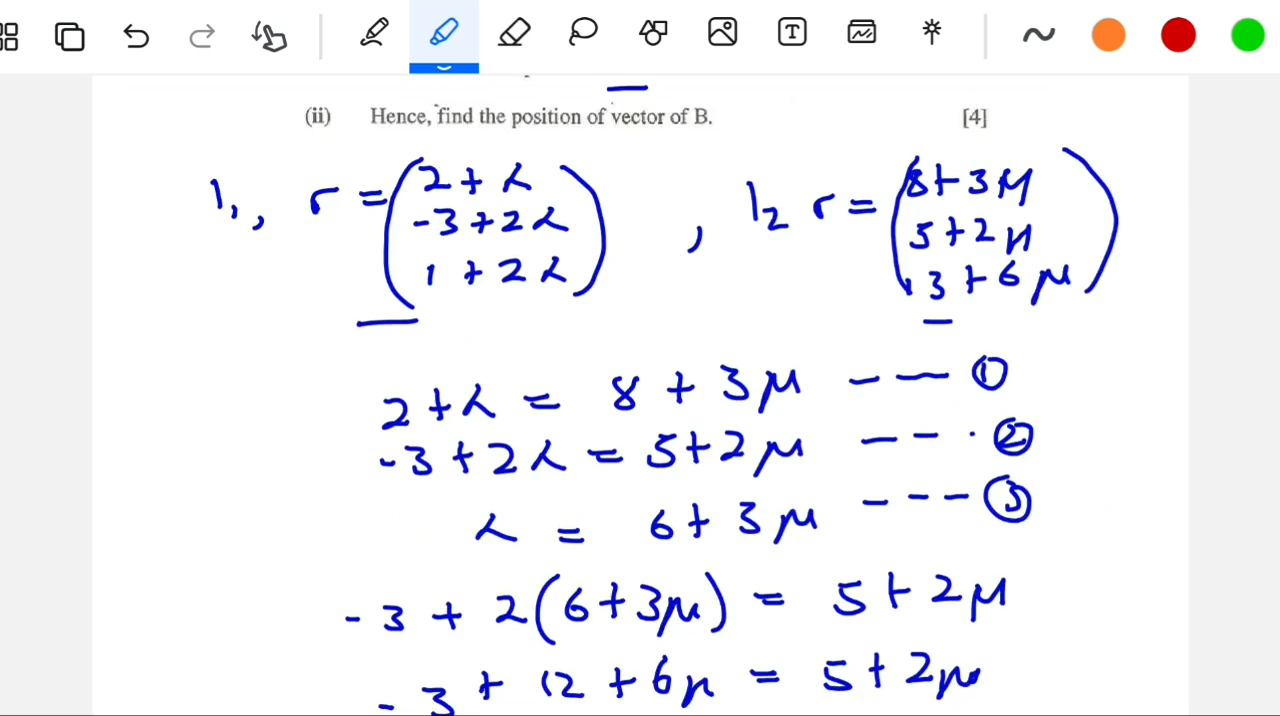 (ii) Hence, find the position of vector of B. [4]
l₁, r = (2 + λ, l₂ r = (8 + 3μ
-3 + 2λ 5 + 2μ
1 + 2λ) 13 + 6μ)
2 + λ = 8 + 3μ --- ①
-3 + 2λ = 5 + 2μ --- ②
λ = 6 + 3μ --- ③
-3 + 2(6 + 3μ) = 5 + 2μ
-3 + 12 + 6μ = 5 + 2μ